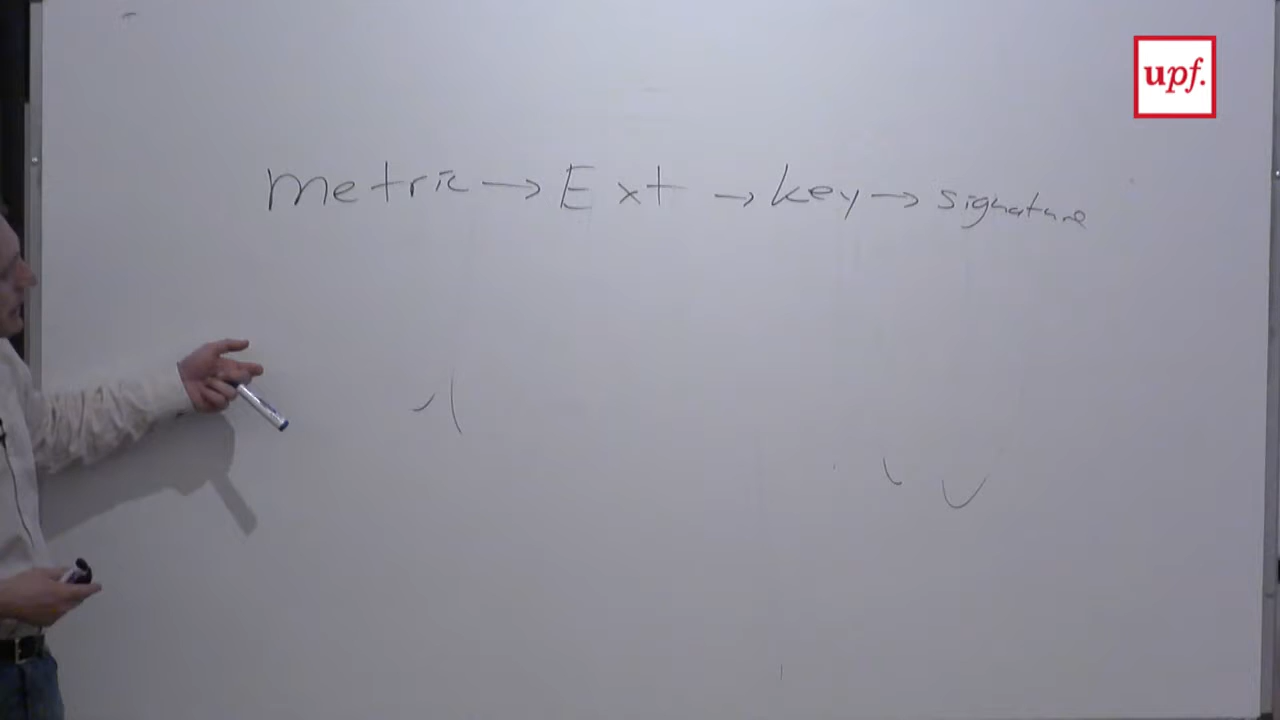 upf.
metric → Ext → key → signature